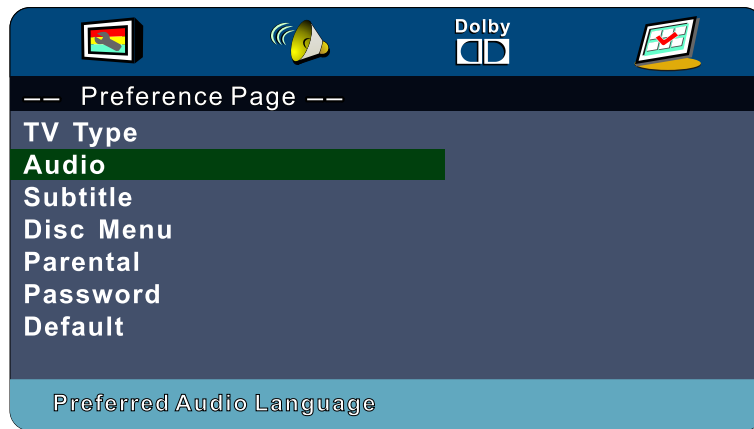 Dolby
–– Preference Page ––
TV Type
Audio
Subtitle
Disc Menu
Parental
Password
Default
Preferred Audio Language